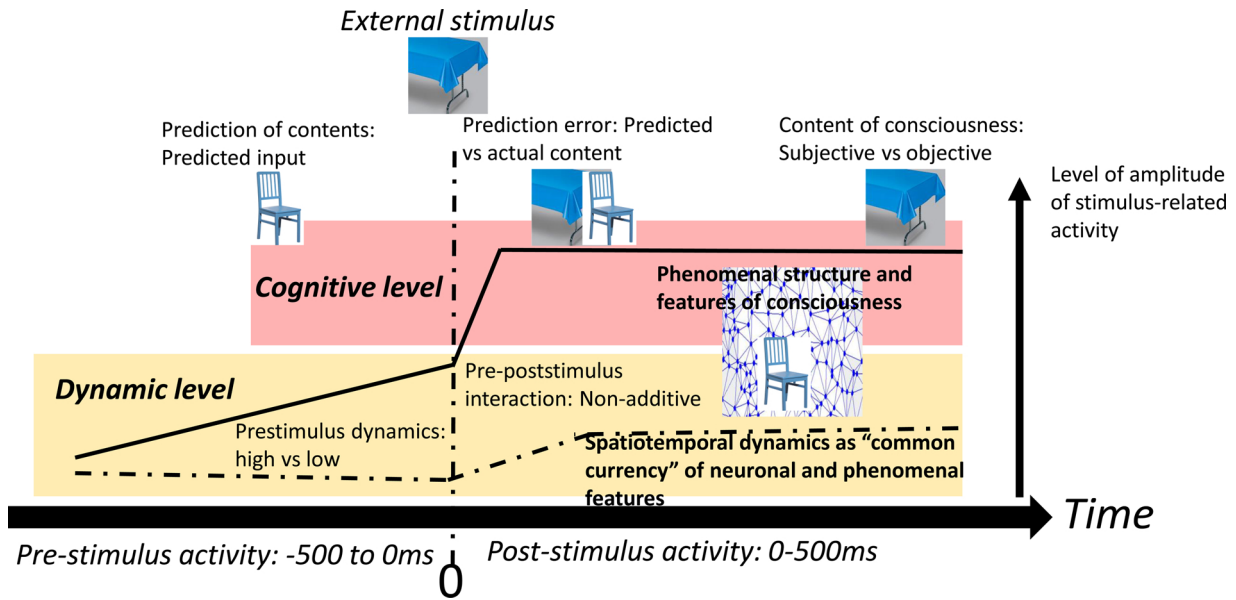 External stimulus
Prediction of contents:
Predicted input
Prediction error: Predicted
vs actual content
Content of consciousness:
Subjective vs objective
Level of amplitude
of stimulus-related
activity
Cognitive level
Phenomenal structure and
features of consciousness
Dynamic level
Pre-poststimulus
interaction: Non-additive
Prestimulus dynamics:
high vs low
Spatiotemporal dynamics as “common
currency” of neuronal and phenomenal
features
Time
Pre-stimulus activity: -500 to 0ms
Post-stimulus activity: 0-500ms
0